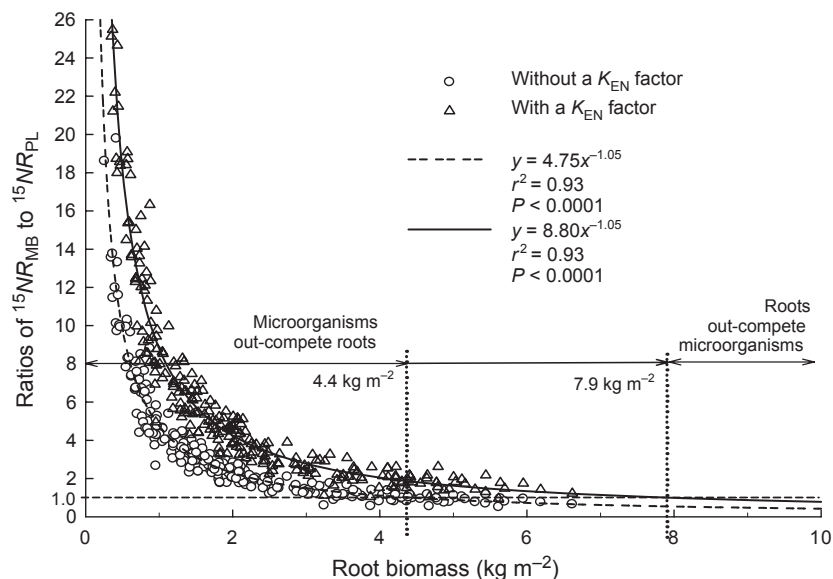 Ratios of ¹⁵NR_MB to ¹⁵NR_PL
26
24
22
20
18
16
14
12
10
8
6
4
2
1.0
0
Without a K_EN factor
With a K_EN factor
y = 4.75x⁻¹·⁰⁵
r² = 0.93
P < 0.0001
y = 8.80x⁻¹·⁰⁵
r² = 0.93
P < 0.0001
Microorganisms
out-compete roots
Roots
out-compete
microorganisms
4.4 kg m⁻²
7.9 kg m⁻²
0 2 4 6 8 10
Root biomass (kg m⁻²)